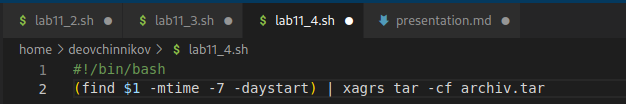 $ lab11_2.sh $ lab11_3.sh $ lab11_4.sh presentation.md
home > deovchinnikov > $ lab11_4.sh
1 #!/bin/bash
2 (find $1 -mtime -7 -daystart) | xagrs tar -cf archiv.tar